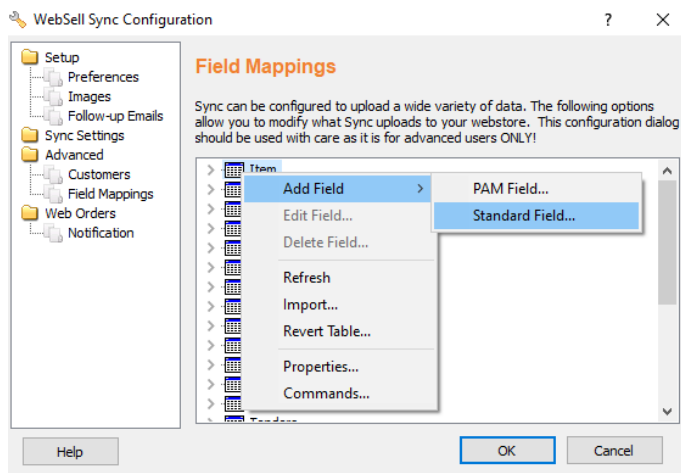 WebSell Sync Configuration
?
Setup
Preferences
Images
Follow-up Emails
Sync Settings
Advanced
Customers
Field Mappings
Web Orders
Notification
Field Mappings
Sync can be configured to upload a wide variety of data. The following options
allow you to modify what Sync uploads to your webstore. This configuration dialog
should be used with care as it is for advanced users ONLY!
Item
Add Field
Edit Field...
Delete Field...
Refresh
Import...
Revert Table...
Properties...
Commands...
PAM Field...
Standard Field...
Help
OK
Cancel